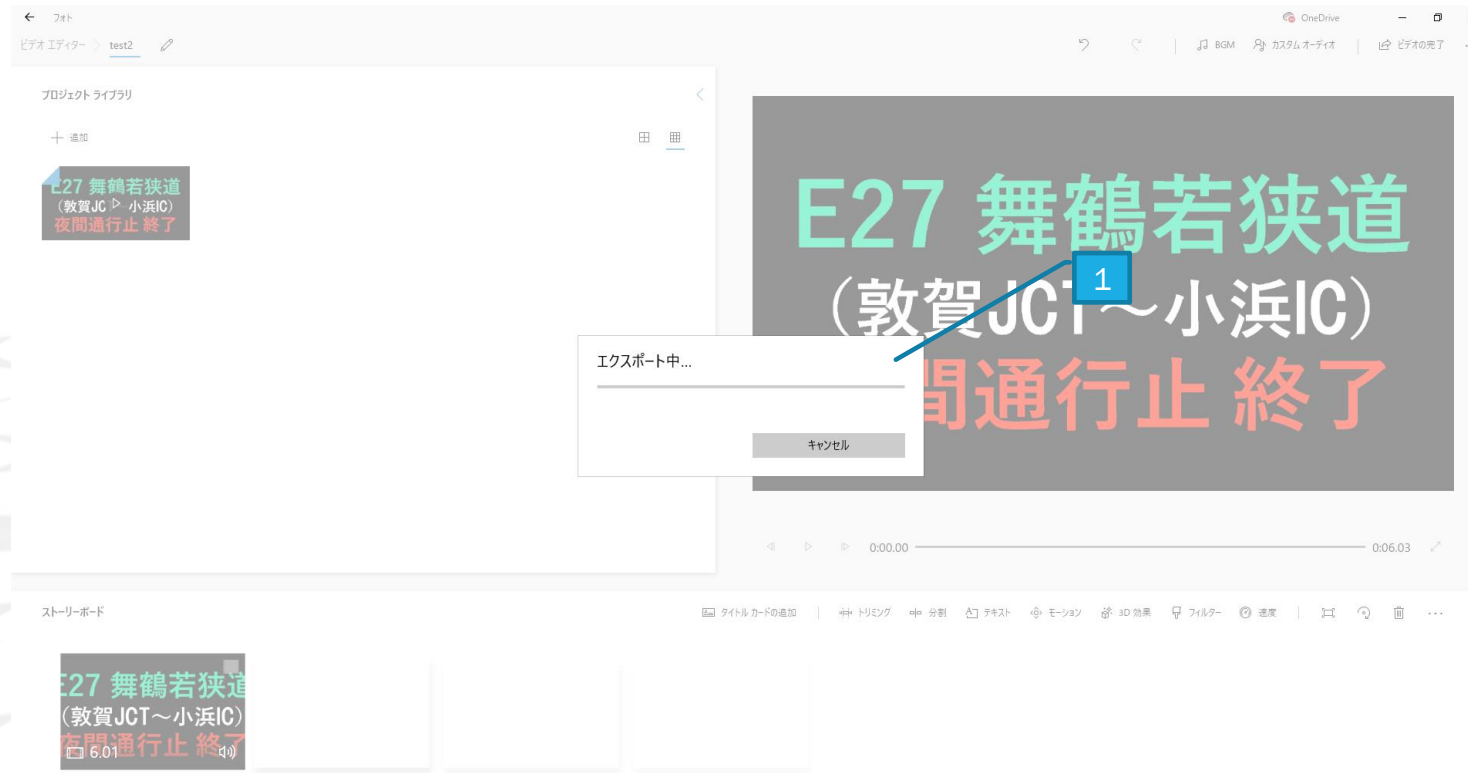 フォト
OneDrive
ビデオ エディター > test2
BGM
カスタム オーディオ
ビデオの完了
プロジェクト ライブラリ
追加
E27 舞鶴若狭道
(敦賀JC 小浜IC)
夜間通行止 終了
E27 舞鶴若狭道
(敦賀JCT～小浜IC)
間通行止 終了
1
エクスポート中...
キャンセル
0:00.00
0:06.03
ストーリーボード
タイトル カードの追加
トリミング
分割
テキスト
モーション
3D 効果
フィルター
速度
E27 舞鶴若狭道
(敦賀JCT～小浜IC)
夜間通行止 終了
6.01